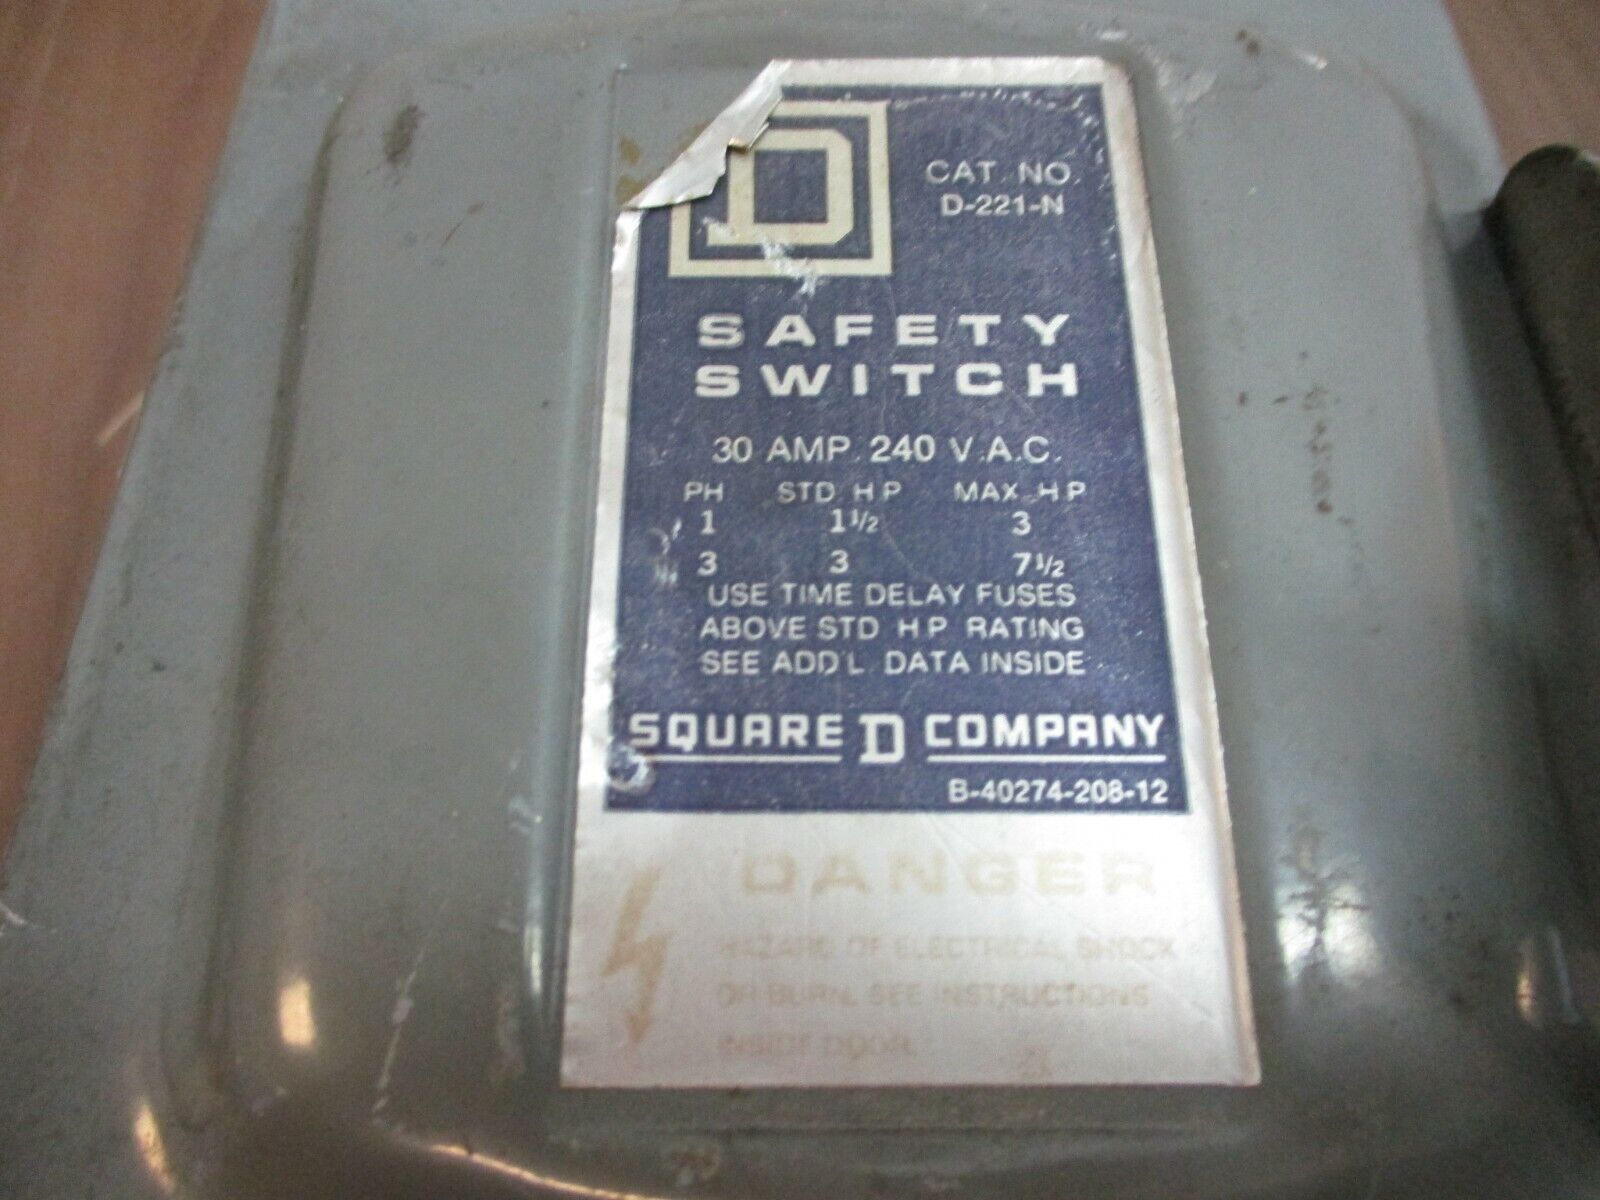 D
CAT. NO.
D-221-N
SAFETY
SWITCH
30 AMP. 240 V.A.C.
PH STD. H.P. MAX. H.P.
1 1½ 3
3 3 7½
USE TIME DELAY FUSES
ABOVE STD. H.P. RATING
SEE ADD'L. DATA INSIDE
SQUARE D COMPANY
B-40274-208-12
DANGER
HAZARD OF ELECTRICAL SHOCK
OR BURN. SEE INSTRUCTIONS
INSIDE DOOR.